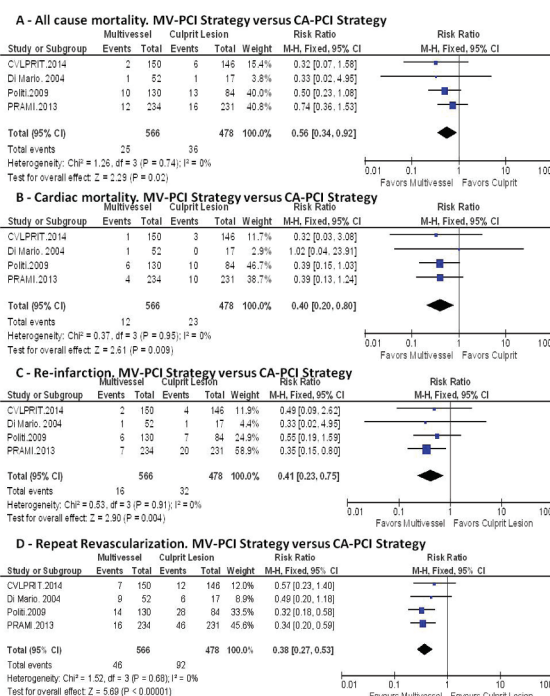 A - All cause mortality. MV-PCI Strategy versus CA-PCI Strategy
Multivessel Culprit Lesion Risk Ratio Risk Ratio
Study or Subgroup Events Total Events Total Weight M-H, Fixed, 95% CI M-H, Fixed, 95% CI
CVLPRIT.2014 2 150 6 146 15.4% 0.32 [0.07, 1.58]
Di Mario. 2004 1 52 1 17 3.8% 0.33 [0.02, 4.95]
Politi.2009 10 130 13 84 40.0% 0.50 [0.23, 1.08]
PRAMI.2013 12 234 16 231 40.8% 0.74 [0.36, 1.53]
Total (95% CI) 566 478 100.0% 0.56 [0.34, 0.92]
Total events 25 36
Heterogeneity: Chi² = 1.26, df = 3 (P = 0.74); I² = 0%
Test for overall effect: Z = 2.29 (P = 0.02)
0.01 0.1 1 10 100
Favors Multivessel Favors Culprit
B - Cardiac mortality. MV-PCI Strategy versus CA-PCI Strategy
Multivessel Culprit Lesion Risk Ratio Risk Ratio
Study or Subgroup Events Total Events Total Weight M-H, Fixed, 95% CI M-H, Fixed, 95% CI
CVLPRIT.2014 1 150 3 146 11.7% 0.32 [0.03, 3.08]
Di Mario. 2004 1 52 0 17 2.9% 1.02 [0.04, 23.91]
Politi.2009 6 130 10 84 46.7% 0.39 [0.15, 1.03]
PRAMI.2013 4 234 10 231 38.7% 0.39 [0.13, 1.24]
Total (95% CI) 566 478 100.0% 0.40 [0.20, 0.80]
Total events 12 23
Heterogeneity: Chi² = 0.37, df = 3 (P = 0.95); I² = 0%
Test for overall effect: Z = 2.61 (P = 0.009)
0.01 0.1 1 10 100
Favors Multivessel Favors Culprit
C - Re-infarction. MV-PCI Strategy versus CA-PCI Strategy
Multivessel Culprit Lesion Risk Ratio Risk Ratio
Study or Subgroup Events Total Events Total Weight M-H, Fixed, 95% CI M-H, Fixed, 95% CI
CVLPRIT.2014 2 150 4 146 11.9% 0.49 [0.09, 2.62]
Di Mario. 2004 1 52 1 17 4.4% 0.33 [0.02, 4.95]
Politi.2009 6 130 7 84 24.9% 0.55 [0.19, 1.59]
PRAMI.2013 7 234 20 231 58.8% 0.35 [0.15, 0.80]
Total (95% CI) 566 478 100.0% 0.41 [0.23, 0.75]
Total events 16 32
Heterogeneity: Chi² = 0.53, df = 3 (P = 0.91); I² = 0%
Test for overall effect: Z = 2.90 (P = 0.004)
0.01 0.1 1 10 100
Favors Multivessel Favors Culprit Lesion
D - Repeat Revascularization. MV-PCI Strategy versus CA-PCI Strategy
Multivessel Culprit Lesion Risk Ratio Risk Ratio
Study or Subgroup Events Total Events Total Weight M-H, Fixed, 95% CI M-H, Fixed, 95% CI
CVLPRIT.2014 7 150 12 146 12.0% 0.57 [0.23, 1.40]
Di Mario.2004 9 52 6 17 8.9% 0.49 [0.20, 1.18]
Politi.2009 14 130 28 84 33.5% 0.32 [0.18, 0.58]
PRAMI.2013 16 234 46 231 45.6% 0.34 [0.20, 0.59]
Total (95% CI) 566 478 100.0% 0.38 [0.27, 0.53]
Total events 46 92
Heterogeneity: Chi² = 1.52, df = 3 (P = 0.68); I² = 0%
Test for overall effect: Z = 5.69 (P < 0.00001)
0.01 0.1 1 10 100
Favours Multivessel Favours Culprit Lesion